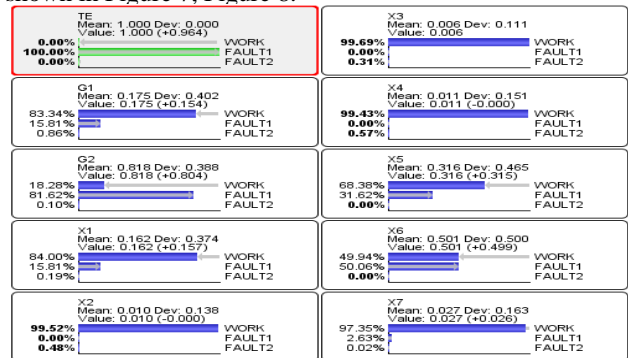 shown in Figure 7, Figure 8.
TE
Mean: 1.000 Dev: 0.000
Value: 1.000 (+0.964)
0.00% WORK
100.00% FAULT1
0.00% FAULT2
X3
Mean: 0.006 Dev: 0.111
Value: 0.006
99.69% WORK
0.00% FAULT1
0.31% FAULT2
G1
Mean: 0.175 Dev: 0.402
Value: 0.175 (+0.154)
83.34% WORK
15.81% FAULT1
0.86% FAULT2
X4
Mean: 0.011 Dev: 0.151
Value: 0.011 (-0.000)
99.43% WORK
0.00% FAULT1
0.57% FAULT2
G2
Mean: 0.818 Dev: 0.388
Value: 0.818 (+0.804)
18.28% WORK
81.62% FAULT1
0.10% FAULT2
X5
Mean: 0.316 Dev: 0.465
Value: 0.316 (+0.315)
68.38% WORK
31.62% FAULT1
0.00% FAULT2
X1
Mean: 0.162 Dev: 0.374
Value: 0.162 (+0.157)
84.00% WORK
15.81% FAULT1
0.19% FAULT2
X6
Mean: 0.501 Dev: 0.500
Value: 0.501 (+0.499)
49.94% WORK
50.06% FAULT1
0.00% FAULT2
X2
Mean: 0.010 Dev: 0.138
Value: 0.010 (-0.000)
99.52% WORK
0.00% FAULT1
0.48% FAULT2
X7
Mean: 0.027 Dev: 0.163
Value: 0.027 (+0.026)
97.35% WORK
2.63% FAULT1
0.02% FAULT2